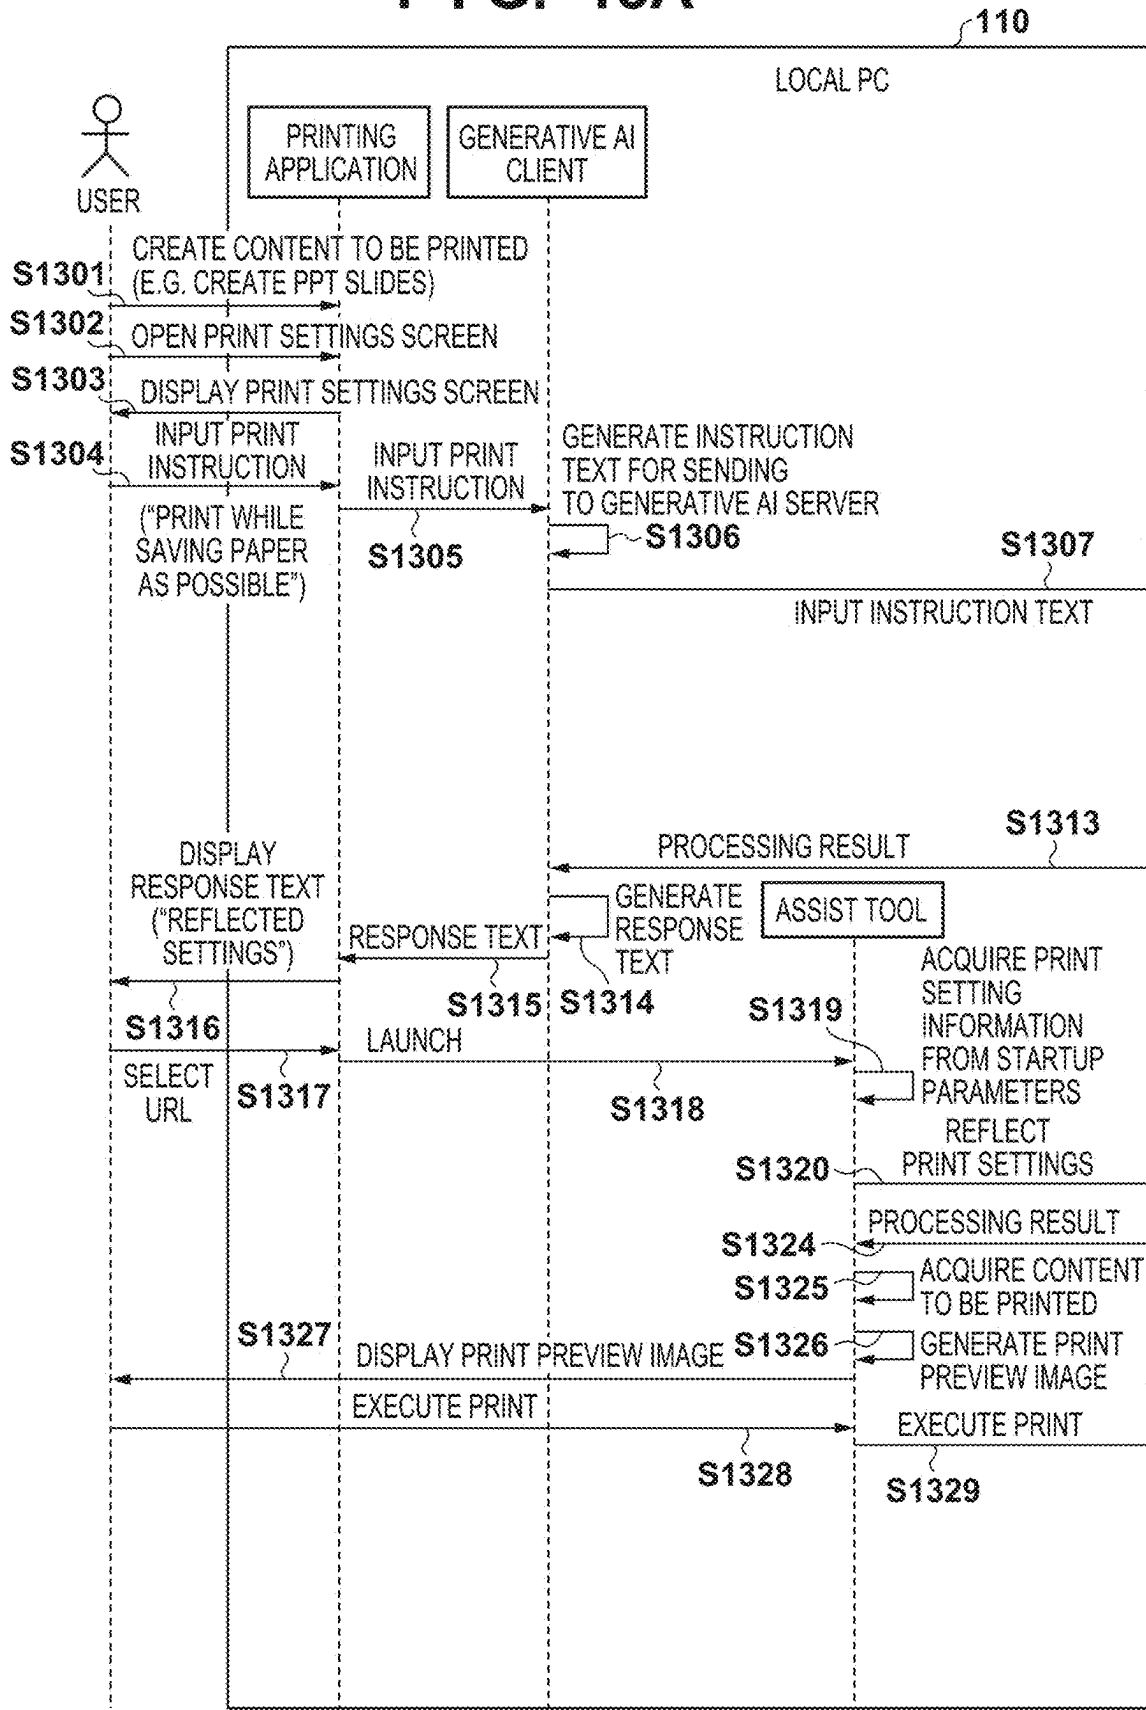 110
LOCAL PC
PRINTING
APPLICATION
GENERATIVE AI
CLIENT
USER
CREATE CONTENT TO BE PRINTED
(E.G. CREATE PPT SLIDES)
S1301
S1302
OPEN PRINT SETTINGS SCREEN
S1303
DISPLAY PRINT SETTINGS SCREEN
S1304
INPUT PRINT
INSTRUCTION
("PRINT WHILE
SAVING PAPER
AS POSSIBLE")
INPUT PRINT
INSTRUCTION
S1305
GENERATE INSTRUCTION
TEXT FOR SENDING
TO GENERATIVE AI SERVER
S1306
S1307
INPUT INSTRUCTION TEXT
S1313
PROCESSING RESULT
DISPLAY
RESPONSE TEXT
("REFLECTED
SETTINGS")
GENERATE
RESPONSE
TEXT
ASSIST TOOL
RESPONSE TEXT
S1315
S1314
S1316
S1319
ACQUIRE PRINT
SETTING
INFORMATION
FROM STARTUP
PARAMETERS
LAUNCH
SELECT
URL
S1317
S1318
REFLECT
PRINT SETTINGS
S1320
PROCESSING RESULT
S1324
S1325
ACQUIRE CONTENT
TO BE PRINTED
S1327
DISPLAY PRINT PREVIEW IMAGE
S1326
GENERATE PRINT
PREVIEW IMAGE
EXECUTE PRINT
S1328
EXECUTE PRINT
S1329